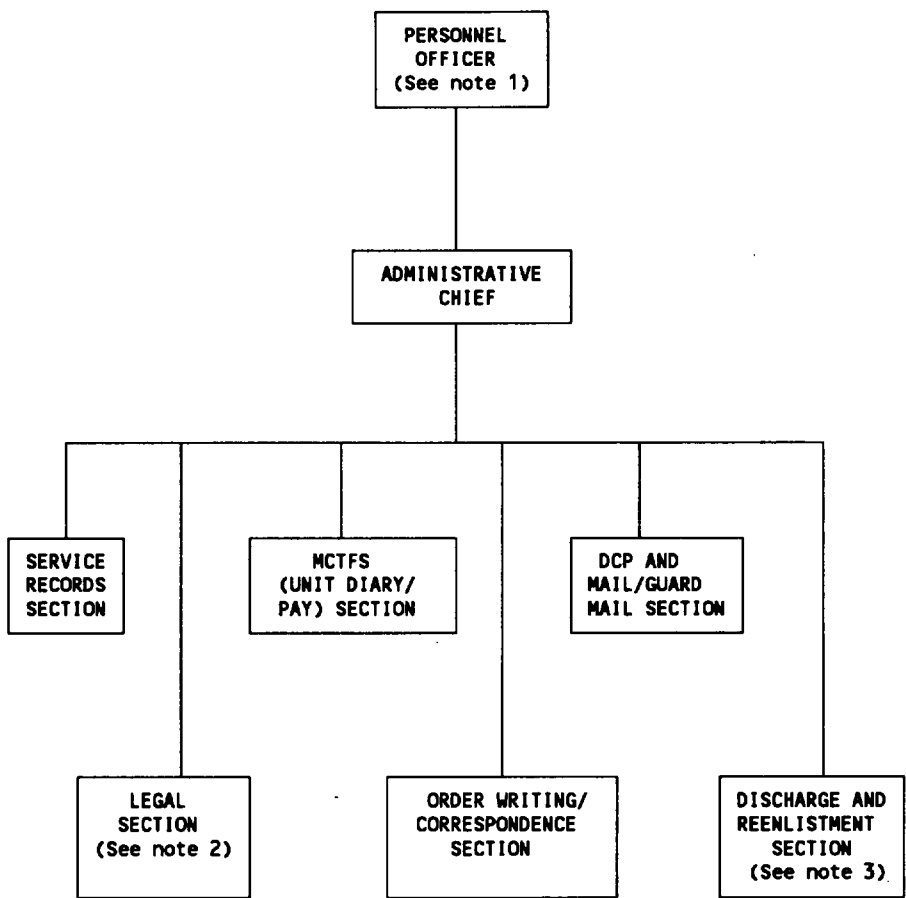 PERSONNEL
OFFICER
(See note 1)
ADMINISTRATIVE
CHIEF
SERVICE
RECORDS
SECTION
MCTFS
(UNIT DIARY/
PAY) SECTION
DCP AND
MAIL/GUARD
MAIL SECTION
LEGAL
SECTION
(See note 2)
ORDER WRITING/
CORRESPONDENCE
SECTION
DISCHARGE AND
REENLISTMENT
SECTION
(See note 3)